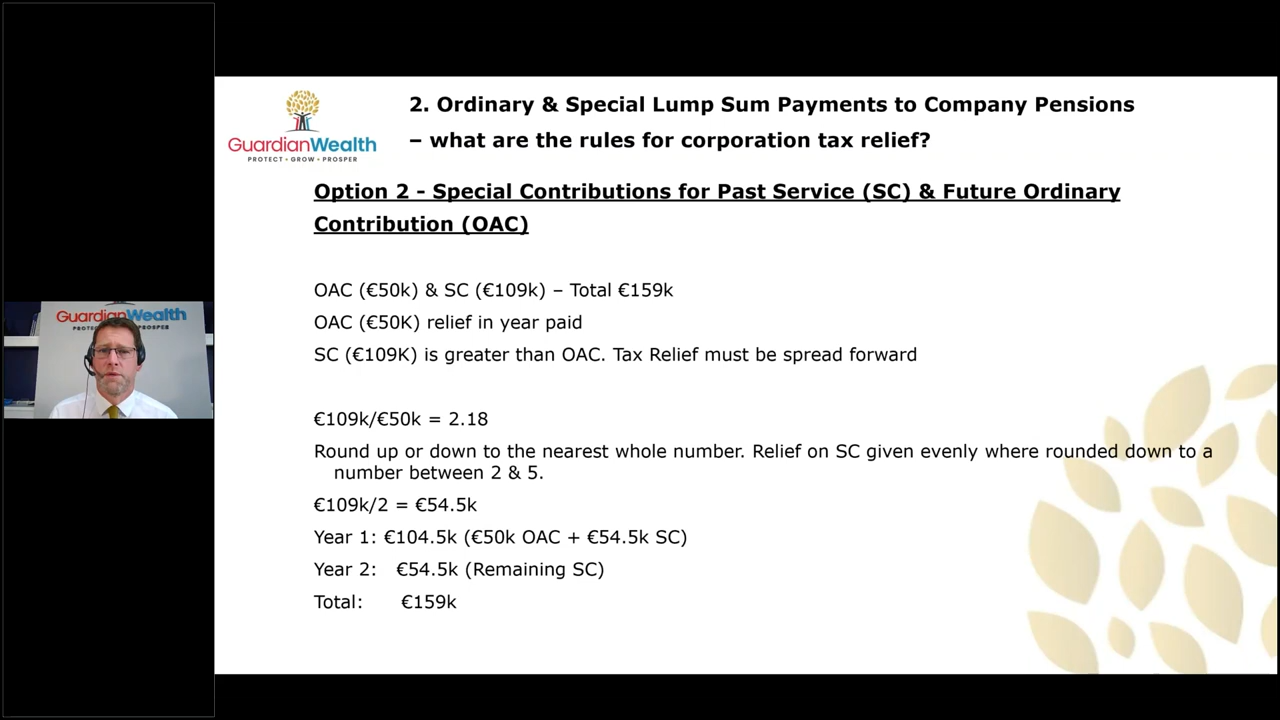 GuardianWealth
PROTECT • GROW • PROSPER
2. Ordinary & Special Lump Sum Payments to Company Pensions
– what are the rules for corporation tax relief?
Option 2 - Special Contributions for Past Service (SC) & Future Ordinary
Contribution (OAC)
OAC (€50k) & SC (€109k) – Total €159k
OAC (€50K) relief in year paid
SC (€109K) is greater than OAC. Tax Relief must be spread forward
€109k/€50k = 2.18
Round up or down to the nearest whole number. Relief on SC given evenly where rounded down to a
number between 2 & 5.
€109k/2 = €54.5k
Year 1: €104.5k (€50k OAC + €54.5k SC)
Year 2: €54.5k (Remaining SC)
Total: €159k
GuardianWealth
PROSPER